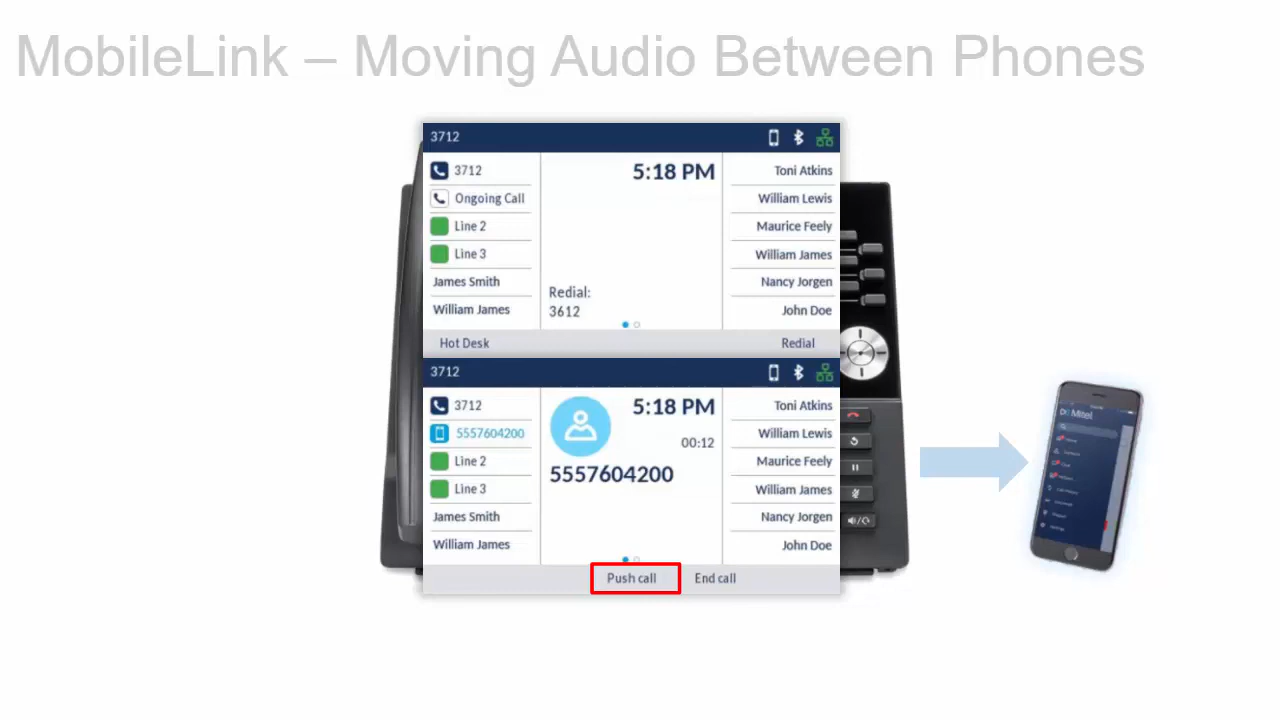 MobileLink – Moving Audio Between Phones
3712
3712
Ongoing Call
Line 2
Line 3
James Smith
William James
5:18 PM
Redial:
3612
Toni Atkins
William Lewis
Maurice Feely
William James
Nancy Jorgen
John Doe
Hot Desk
Redial
3712
3712
5557604200
Line 2
Line 3
James Smith
William James
5:18 PM
00:12
5557604200
Toni Atkins
William Lewis
Maurice Feely
William James
Nancy Jorgen
John Doe
Push call
End call
Mitel